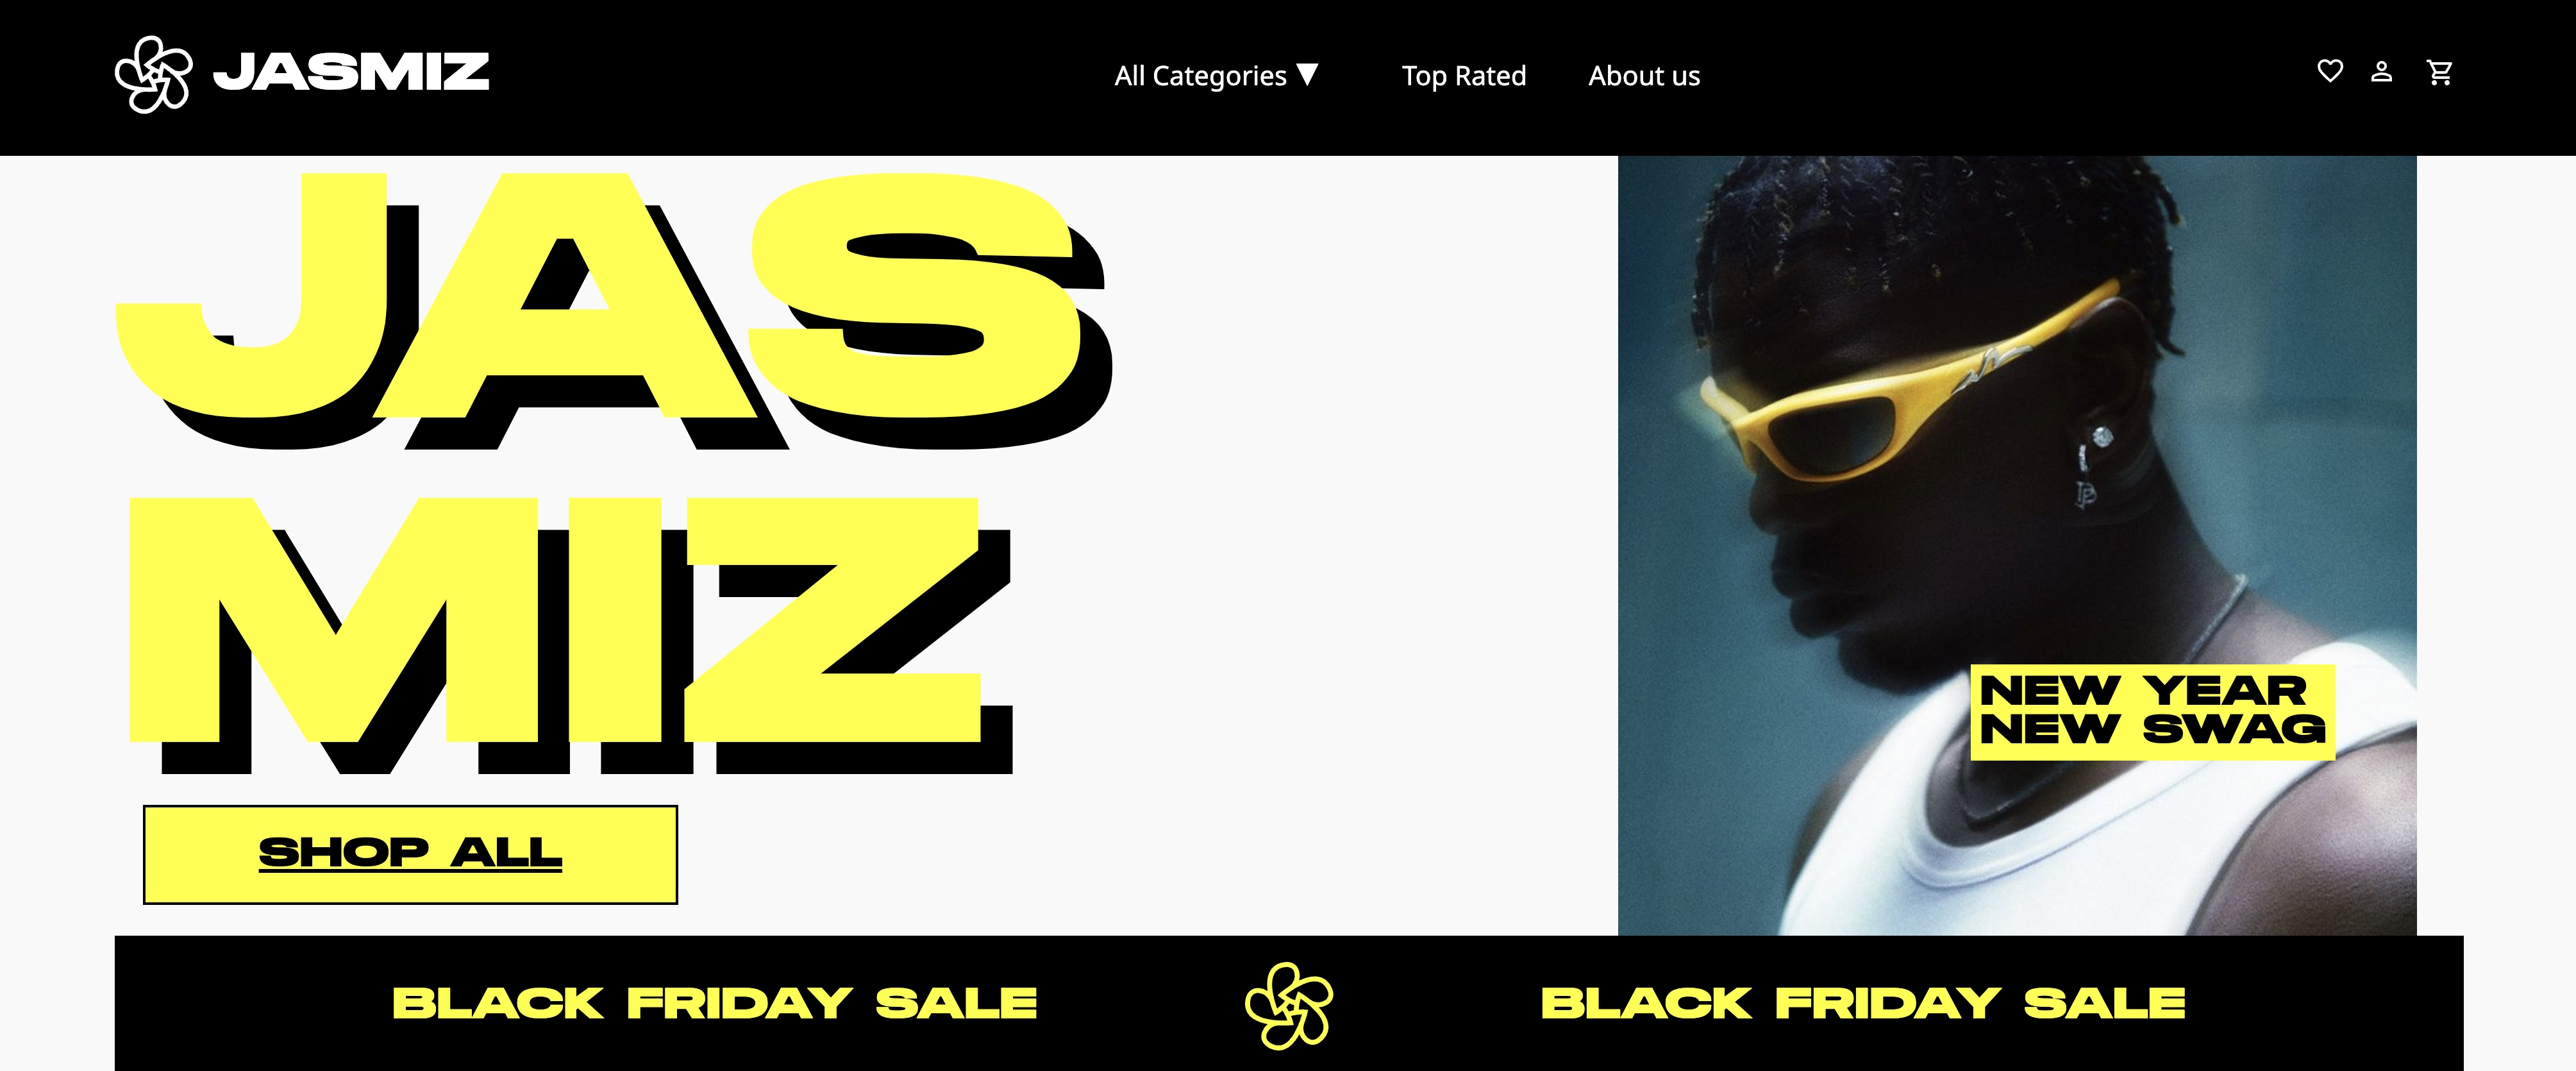 JASMIZ
All Categories ▼
Top Rated
About us
JAS
MIZ
NEW YEAR
NEW SWAG
SHOP ALL
BLACK FRIDAY SALE
BLACK FRIDAY SALE